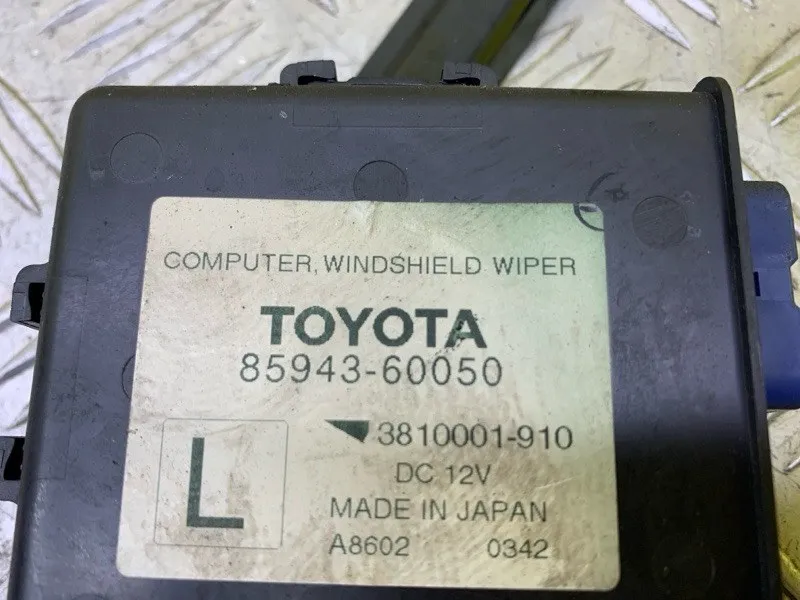 COMPUTER, WINDSHIELD WIPER
TOYOTA
85943-60050
3810001-910
L
DC 12V
MADE IN JAPAN
A8602 0342